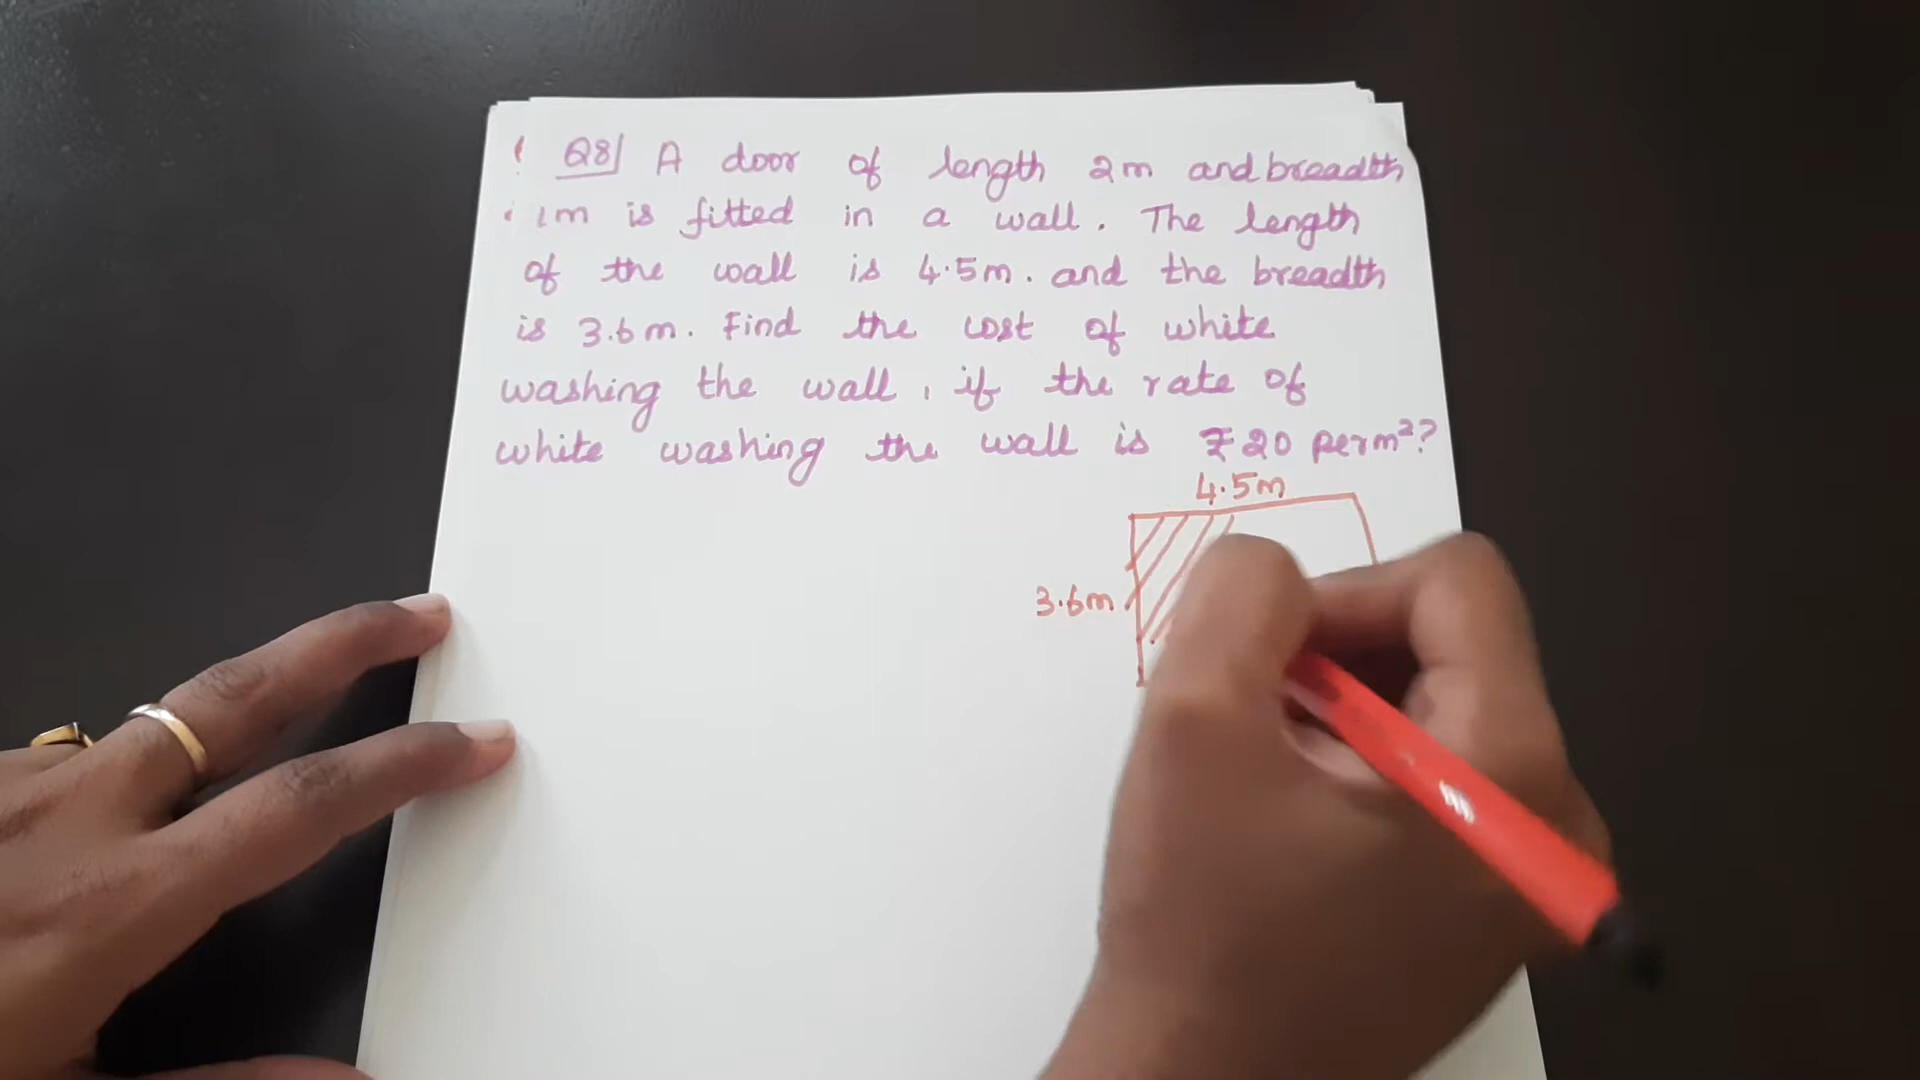 Q8/ A door of length 2m and breadth
1m is fitted in a wall. The length
of the wall is 4.5m. and the breadth
is 3.6m. Find the cost of white
washing the wall, if the rate of
white washing the wall is ₹20 per m²?
4.5m
3.6m